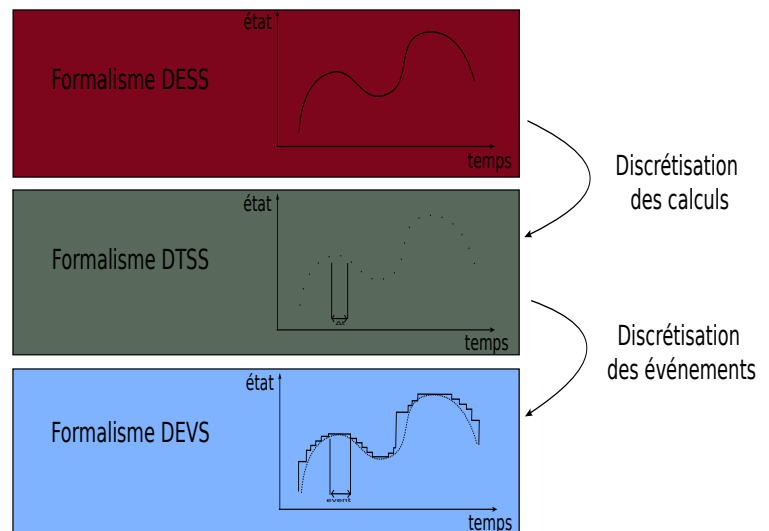 état
Formalisme DESS
temps
Discrétisation
des calculs
état
Formalisme DTSS
Δt
temps
Discrétisation
des événements
état
Formalisme DEVS
event
temps